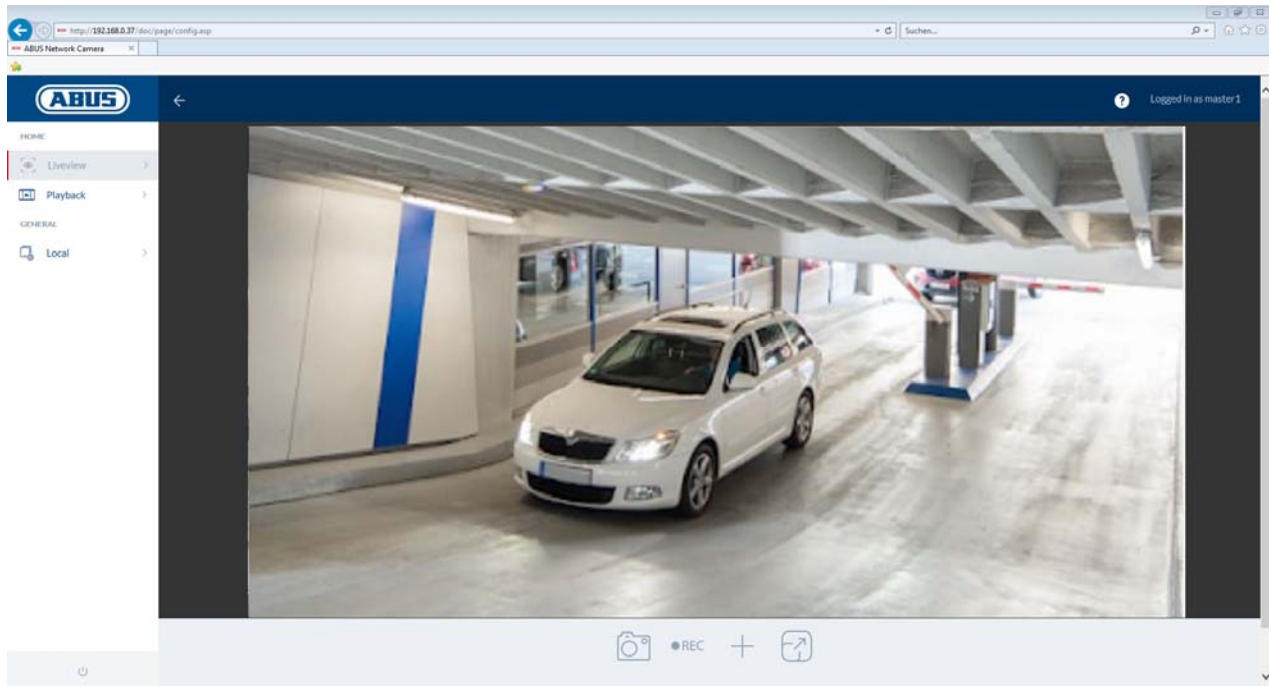 http://192.168.0.37/doc/page/config.asp
Suchen...
ABUS Network Camera
ABUS
? Logged in as master1
HOME
Liveview
Playback
GENERAL
Local
REC